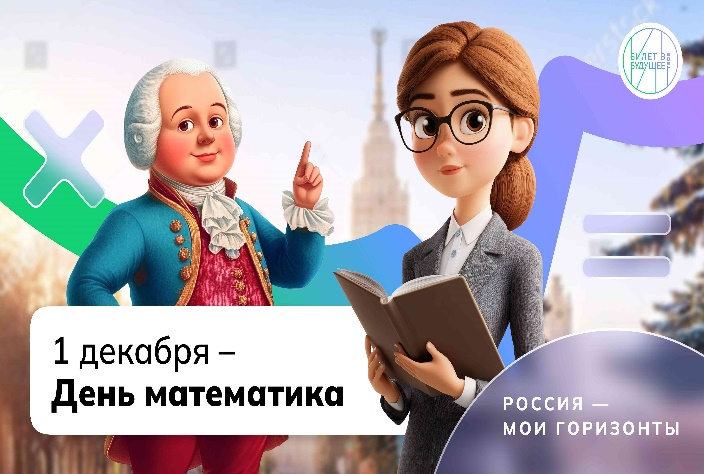 БИЛЕТ В
БУДУЩЕЕ
1 декабря –
День математика
РОССИЯ —
МОИ ГОРИЗОНТЫ